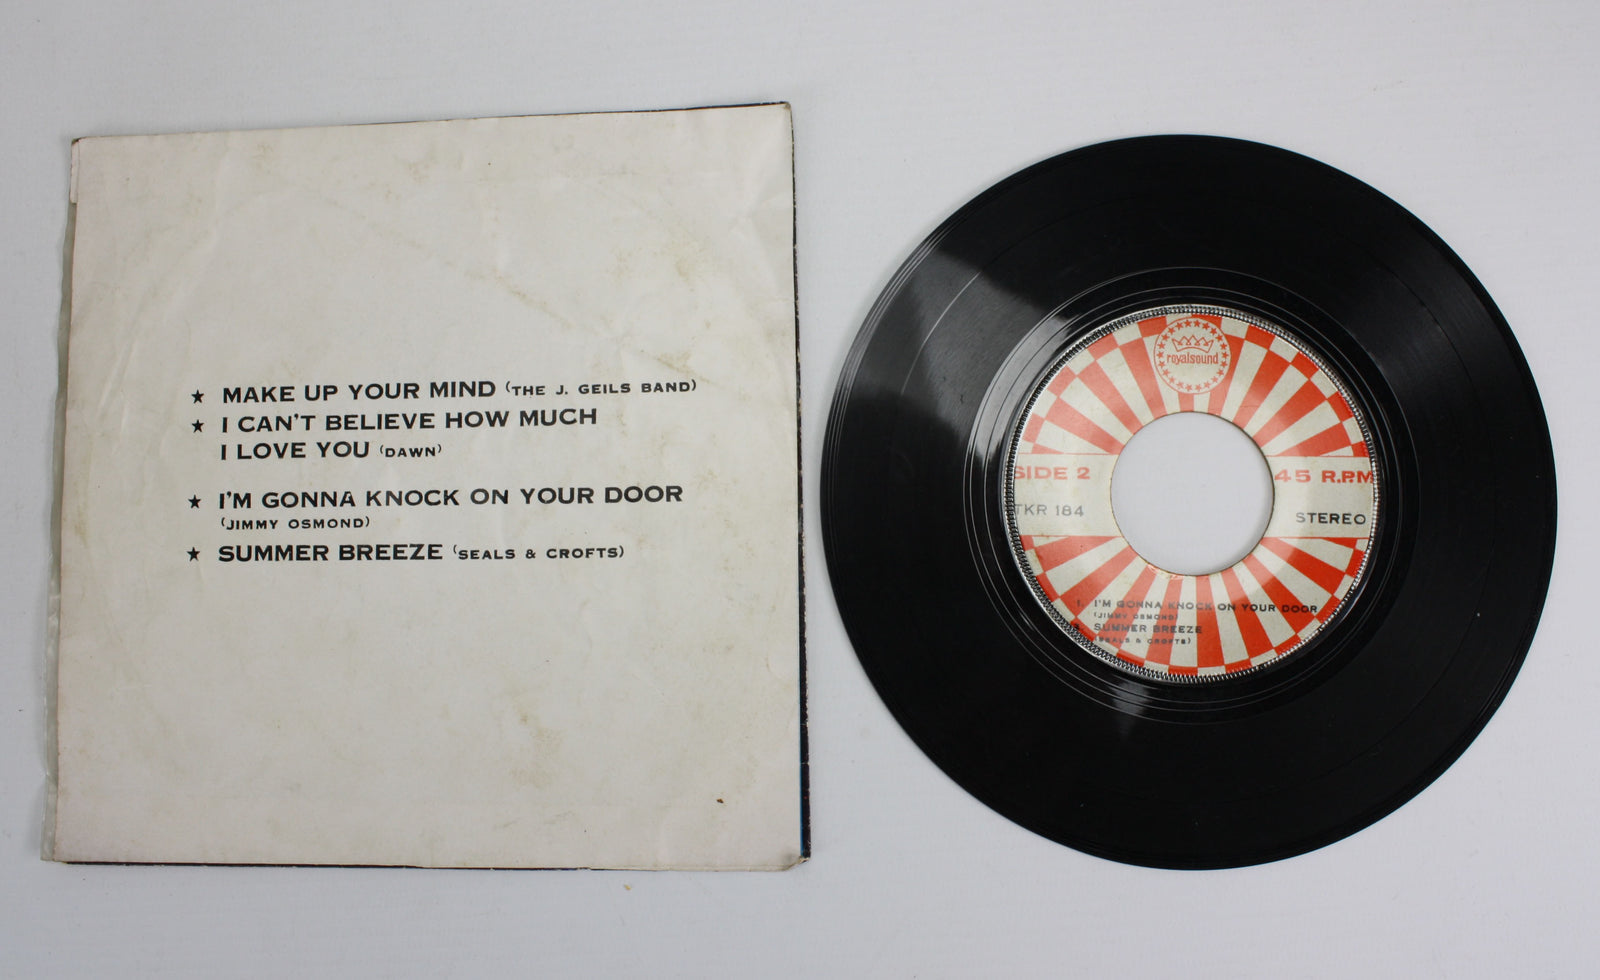 ★ MAKE UP YOUR MIND (THE J. GEILS BAND)
★ I CAN'T BELIEVE HOW MUCH
I LOVE YOU (DAWN)
★ I'M GONNA KNOCK ON YOUR DOOR
(JIMMY OSMOND)
★ SUMMER BREEZE (SEALS & CROFTS)
royalsound
SIDE 2
45 R.P.M
TKR 184
STEREO
1. I'M GONNA KNOCK ON YOUR DOOR
(JIMMY OSMOND)
SUMMER BREEZE
(SEALS & CROFTS)